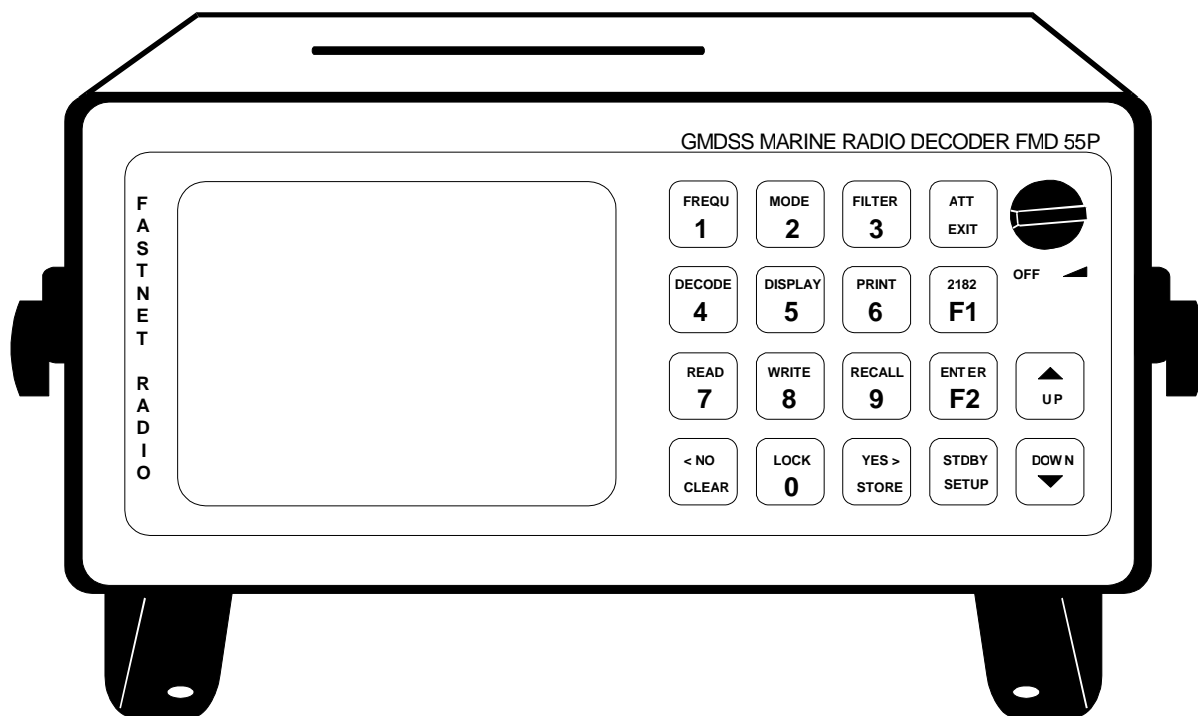 GMDSS MARINE RADIO DECODER FMD 55P
FASTNET RADIO
FREQU MODE FILTER ATT
1 2 3 EXIT
OFF
DECODE DISPLAY PRINT 2182
4 5 6 F1
READ WRITE RECALL ENTER
7 8 9 F2 UP
< NO LOCK YES > STDBY DOWN
CLEAR 0 STORE SETUP